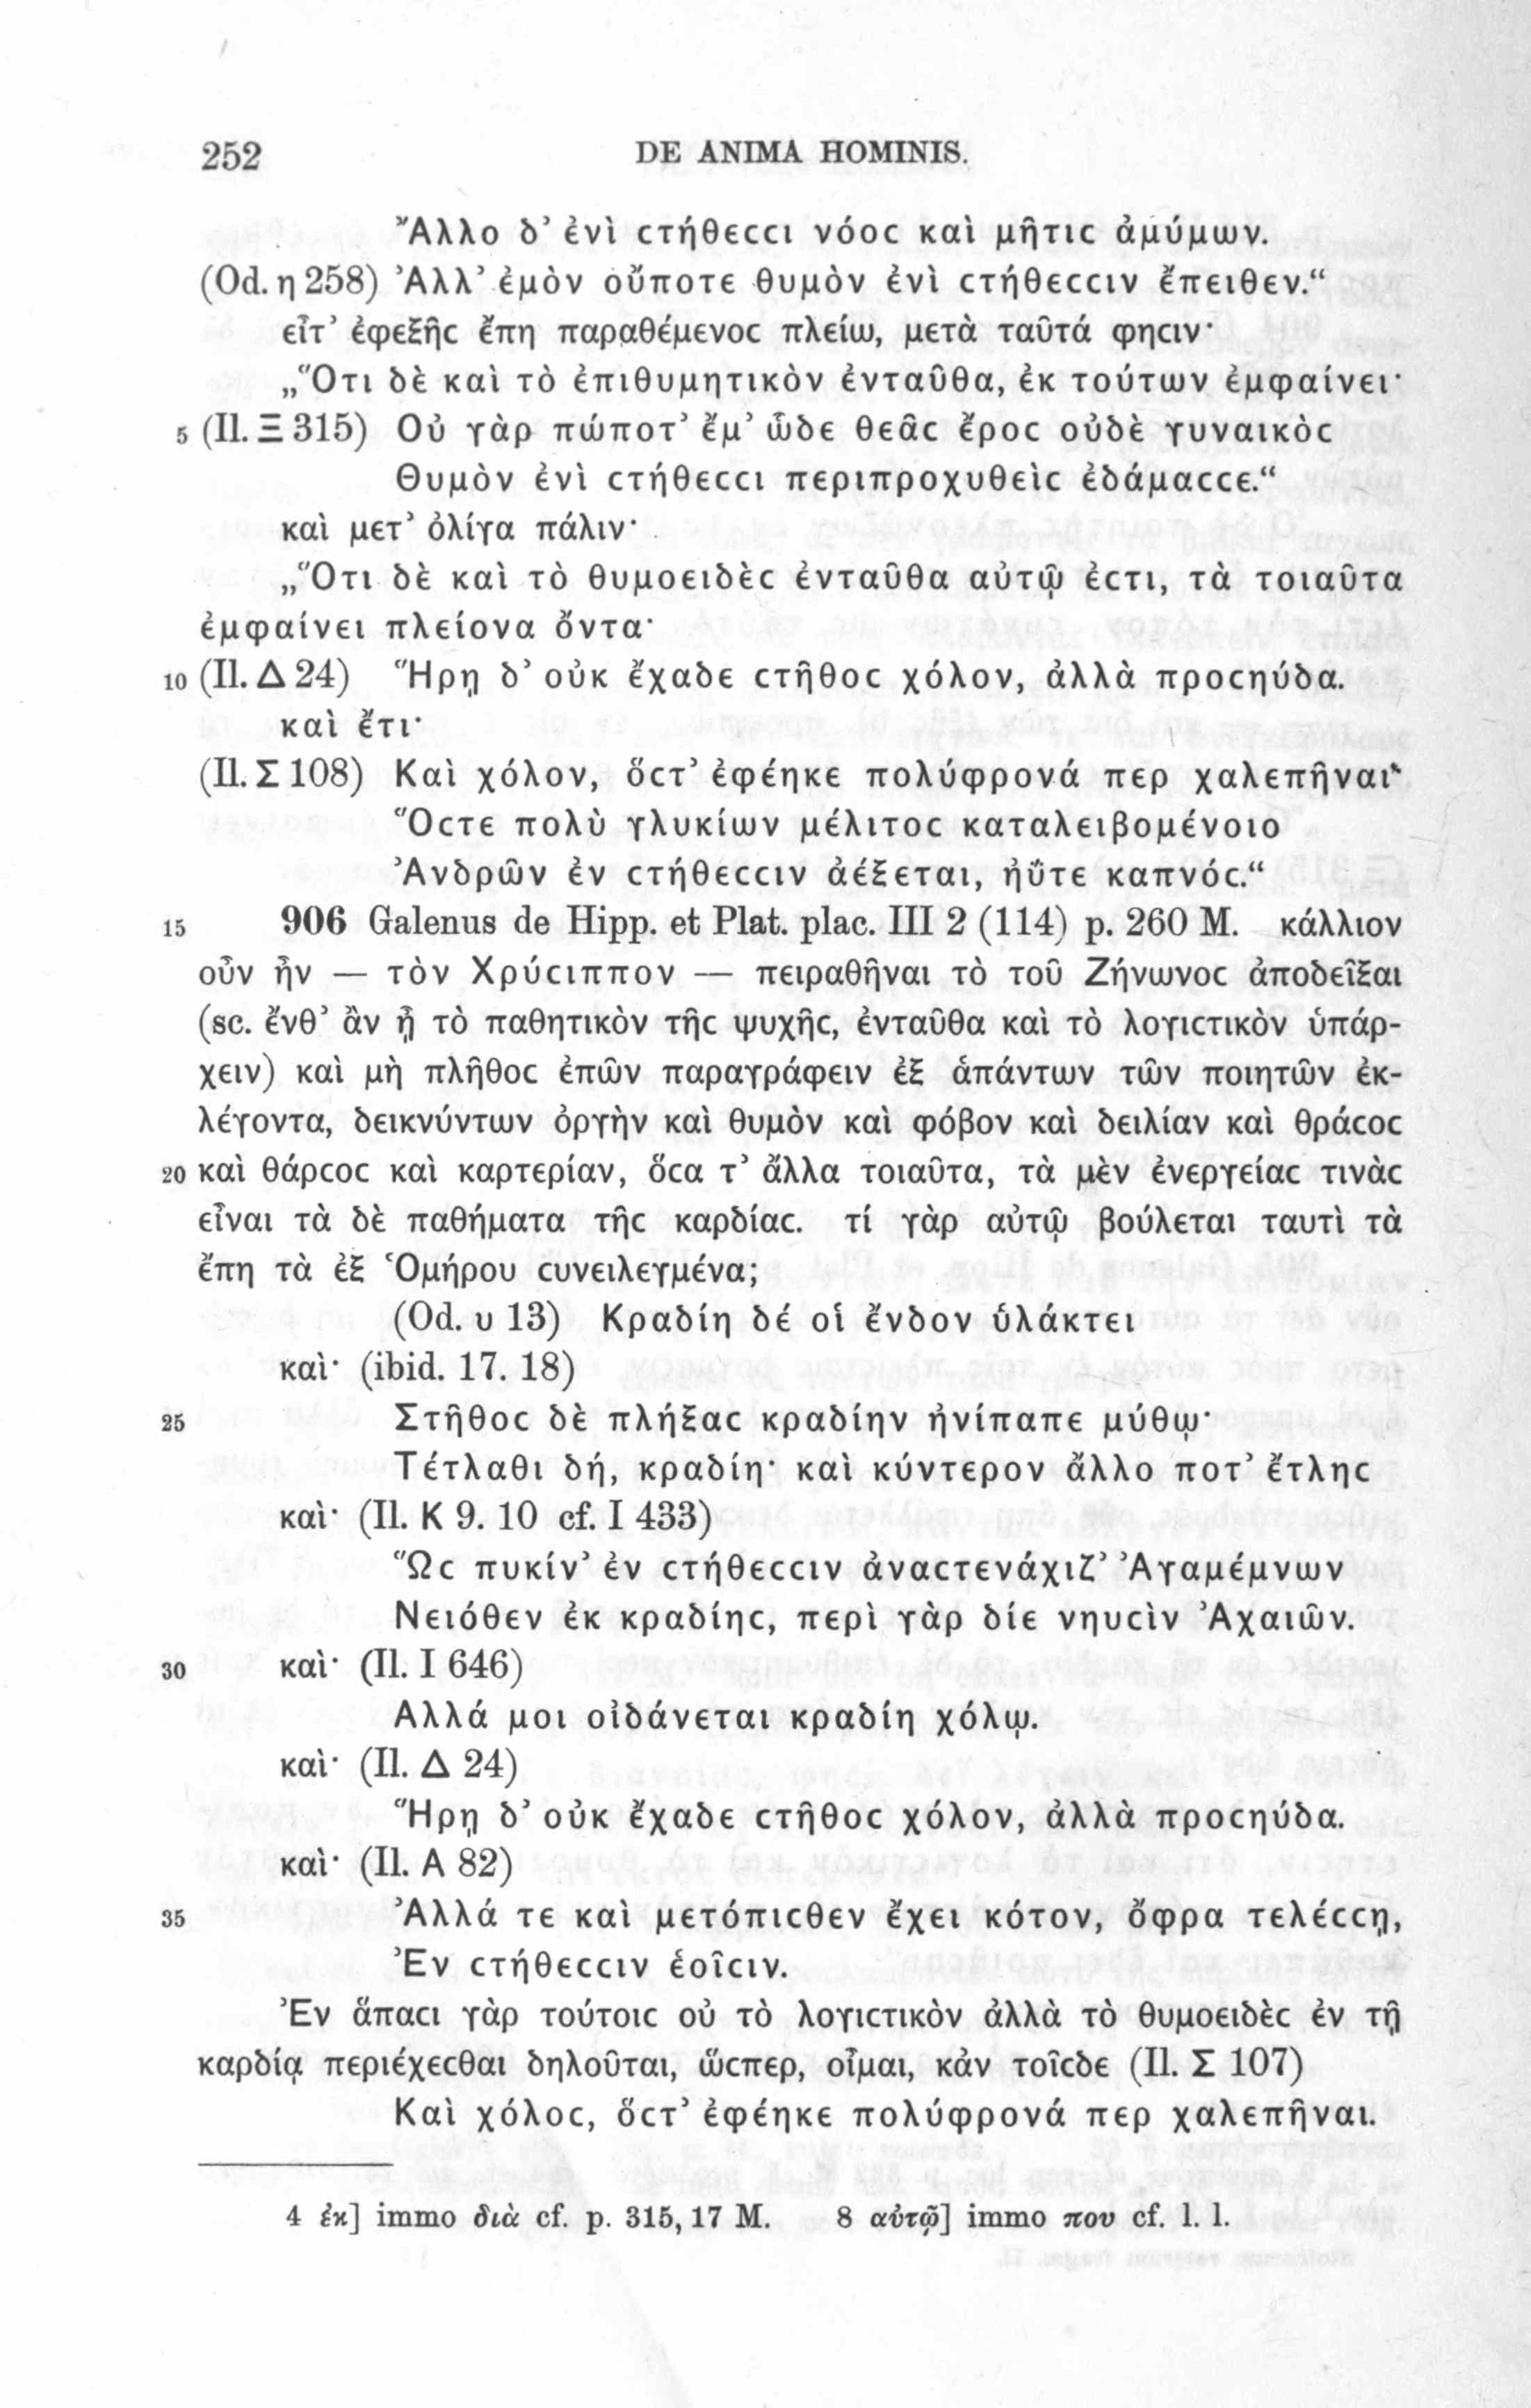 252 DE ANIMA HOMINIS.
Ἄλλο δ’ ἐνὶ cτήθεccι νόοc καὶ μῆτιc ἀμύμων.
(Od. η 258) Ἀλλ’ ἐμὸν οὔποτε θυμὸν ἐνὶ cτήθεccιν ἔπειθεν.“
εἶτ’ ἐφεξῆc ἔπη παραθέμενοc πλείω, μετὰ ταῦτά φηcιν·
„Ὅτι δὲ καὶ τὸ ἐπιθυμητικὸν ἐνταῦθα, ἐκ τούτων ἐμφαίνει·
5 (Il. Ξ 315) Οὐ γὰρ πώποτ’ ἔμ’ ὧδε θεᾶc ἔροc οὐδὲ γυναικὸc
Θυμὸν ἐνὶ cτήθεccι περιπροχυθεὶc ἐδάμαccε.“
καὶ μετ’ ὀλίγα πάλιν·
„Ὅτι δὲ καὶ τὸ θυμοειδὲc ἐνταῦθα αὐτῷ ἐcτι, τὰ τοιαῦτα
ἐμφαίνει πλείονα ὄντα·
10 (Il. Δ 24) Ἥρῃ δ’ οὐκ ἔχαδε cτῆθοc χόλον, ἀλλὰ προcηύδα.
καὶ ἔτι·
(Il. Σ 108) Καὶ χόλον, ὅcτ’ ἐφέηκε πολύφρονά περ χαλεπῆναι·
Ὅcτε πολὺ γλυκίων μέλιτοc καταλειβομένοιο
Ἀνδρῶν ἐν cτήθεccιν ἀέξεται, ἠΰτε καπνόc.“
15 906 Galenus de Hipp. et Plat. plac. III 2 (114) p. 260 M. κάλλιον
οὖν ἦν — τὸν Χρύcιππον — πειραθῆναι τὸ τοῦ Ζήνωνοc ἀποδεῖξαι
(sc. ἔνθ’ ἂν ᾖ τὸ παθητικὸν τῆc ψυχῆc, ἐνταῦθα καὶ τὸ λογιcτικὸν ὑπάρ-
χειν) καὶ μὴ πλῆθοc ἐπῶν παραγράφειν ἐξ ἁπάντων τῶν ποιητῶν ἐκ-
λέγοντα, δεικνύντων ὀργὴν καὶ θυμὸν καὶ φόβον καὶ δειλίαν καὶ θράcοc
20 καὶ θάρcοc καὶ καρτερίαν, ὅcα τ’ ἄλλα τοιαῦτα, τὰ μὲν ἐνεργείαc τινὰc
εἶναι τὰ δὲ παθήματα τῆc καρδίαc. τί γὰρ αὐτῷ βούλεται ταυτὶ τὰ
ἔπη τὰ ἐξ Ὁμήρου cυνειλεγμένα;
(Od. υ 13) Κραδίη δέ οἱ ἔνδον ὑλάκτει
καὶ· (ibid. 17. 18)
25 Στῆθοc δὲ πλήξαc κραδίην ἠνίπαπε μύθῳ·
Τέτλαθι δή, κραδίη· καὶ κύντερον ἄλλο ποτ’ ἔτληc
καὶ· (Il. Κ 9. 10 cf. I 433)
Ὣc πυκίν’ ἐν cτήθεccιν ἀναcτενάχιζ’ Ἀγαμέμνων
Νειόθεν ἐκ κραδίηc, περὶ γὰρ δίε νηυcὶν Ἀχαιῶν.
30 καὶ· (Il. I 646)
Αλλά μοι οἰδάνεται κραδίη χόλῳ.
καὶ· (Il. Δ 24)
Ἥρῃ δ’ οὐκ ἔχαδε cτῆθοc χόλον, ἀλλὰ προcηύδα.
καὶ· (Il. Α 82)
35 Ἀλλά τε καὶ μετόπιcθεν ἔχει κότον, ὄφρα τελέccῃ,
Ἐν cτήθεccιν ἑοῖcιν.
Ἐν ἅπαcι γὰρ τούτοιc οὐ τὸ λογιcτικὸν ἀλλὰ τὸ θυμοειδὲc ἐν τῇ
καρδίᾳ περιέχεcθαι δηλοῦται, ὥcπερ, οἶμαι, κἀν τοῖcδε (Il. Σ 107)
Καὶ χόλοc, ὅcτ’ ἐφέηκε πολύφρονά περ χαλεπῆναι.
4 ἐκ] immo διὰ cf. p. 315, 17 M. 8 αὐτῷ] immo που cf. l. l.